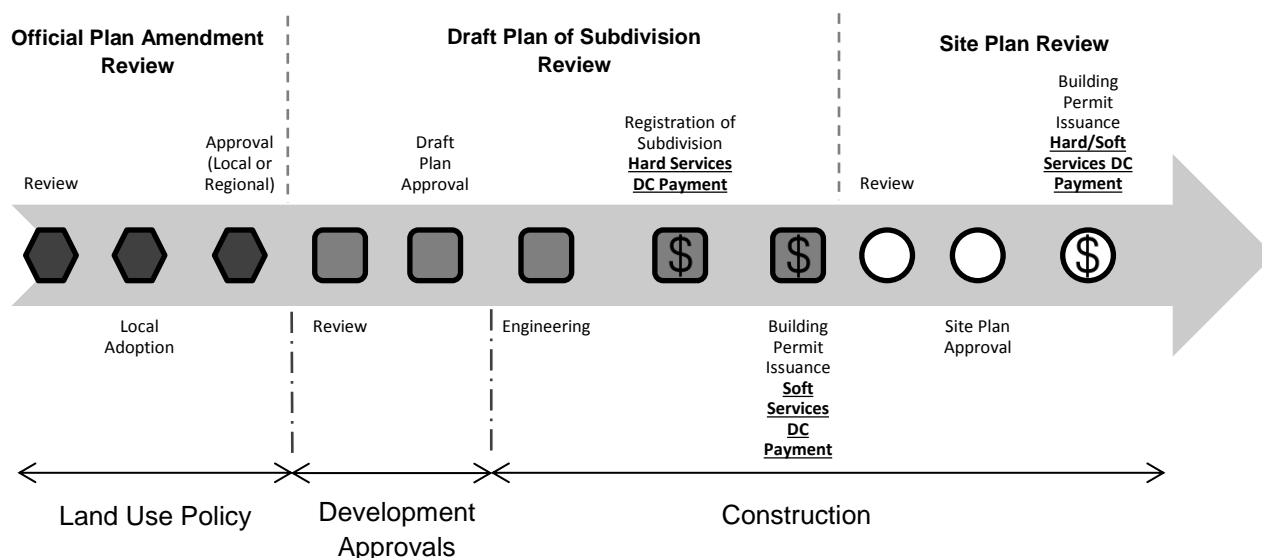 Official Plan Amendment
Review
Draft Plan of Subdivision
Review
Site Plan Review
Review
Approval
(Local or
Regional)
Draft
Plan
Approval
Registration of
Subdivision
Hard Services
DC Payment
Review
Building
Permit
Issuance
Hard/Soft
Services DC
Payment
$
$
$
Local
Adoption
Review
Engineering
Building
Permit
Issuance
Soft
Services
DC
Payment
Site Plan
Approval
Land Use Policy
Development
Approvals
Construction